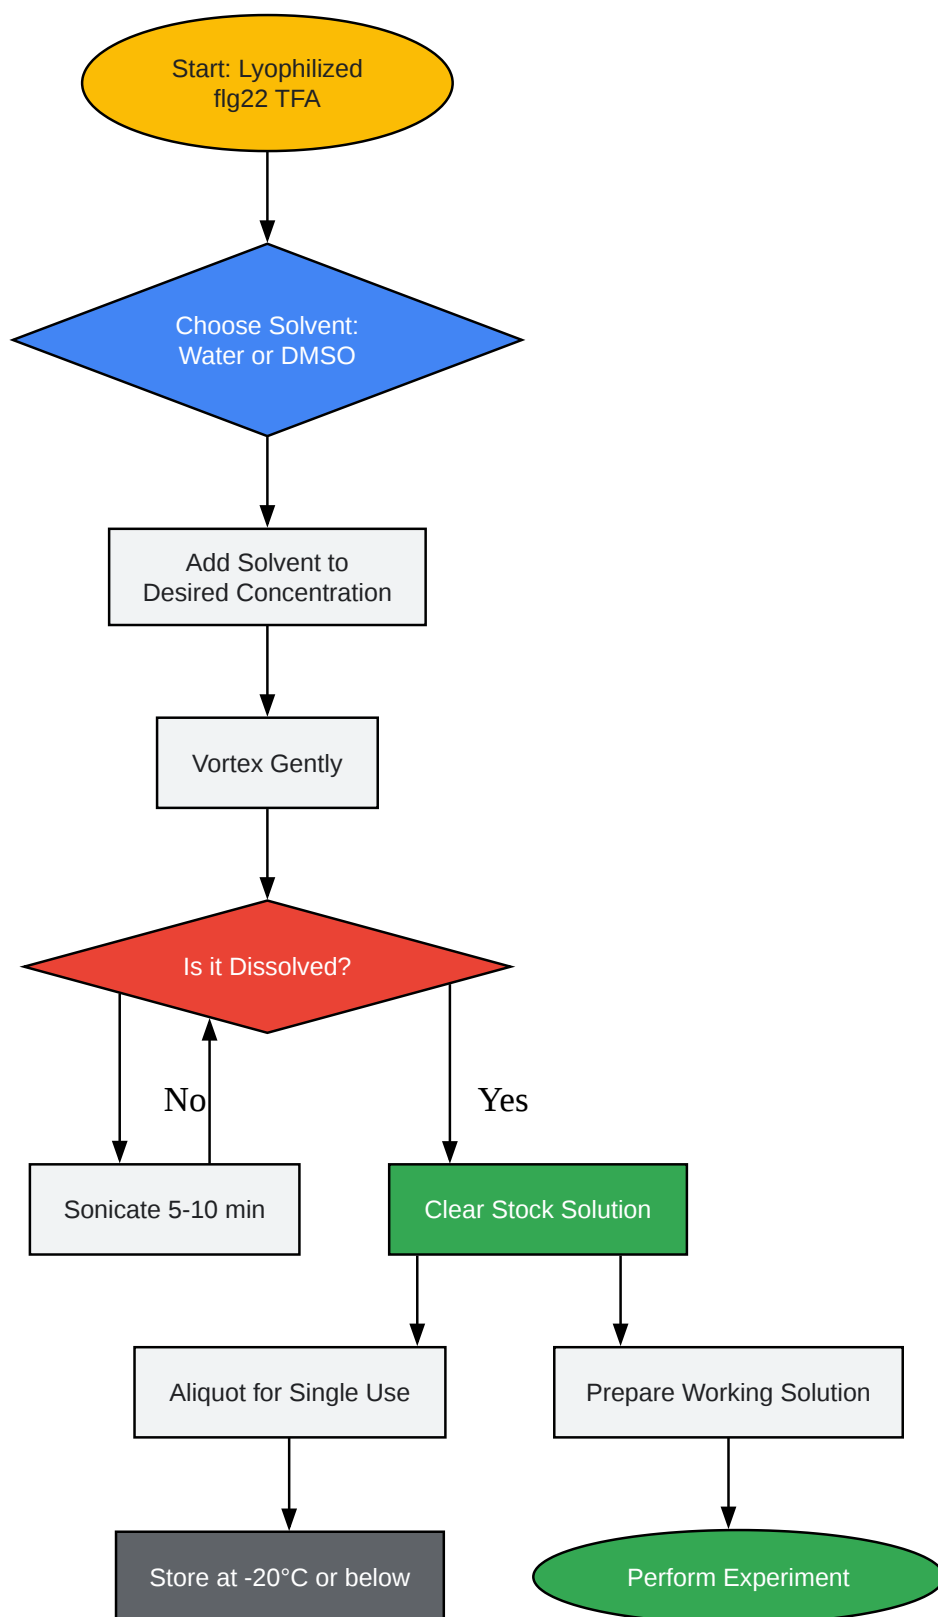 Start: Lyophilized
flg22 TFA
Choose Solvent:
Water or DMSO
Add Solvent to
Desired Concentration
Vortex Gently
Is it Dissolved?
No
Yes
Sonicate 5-10 min
Clear Stock Solution
Aliquot for Single Use
Prepare Working Solution
Store at -20°C or below
Perform Experiment